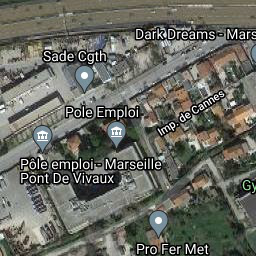 Dark Dreams - Mars
Sade Cgth
Pole Emploi
Imp. de Cannes
Pôle emploi - Marseille
Pont De Vivaux
Gy
Pro Fer Met